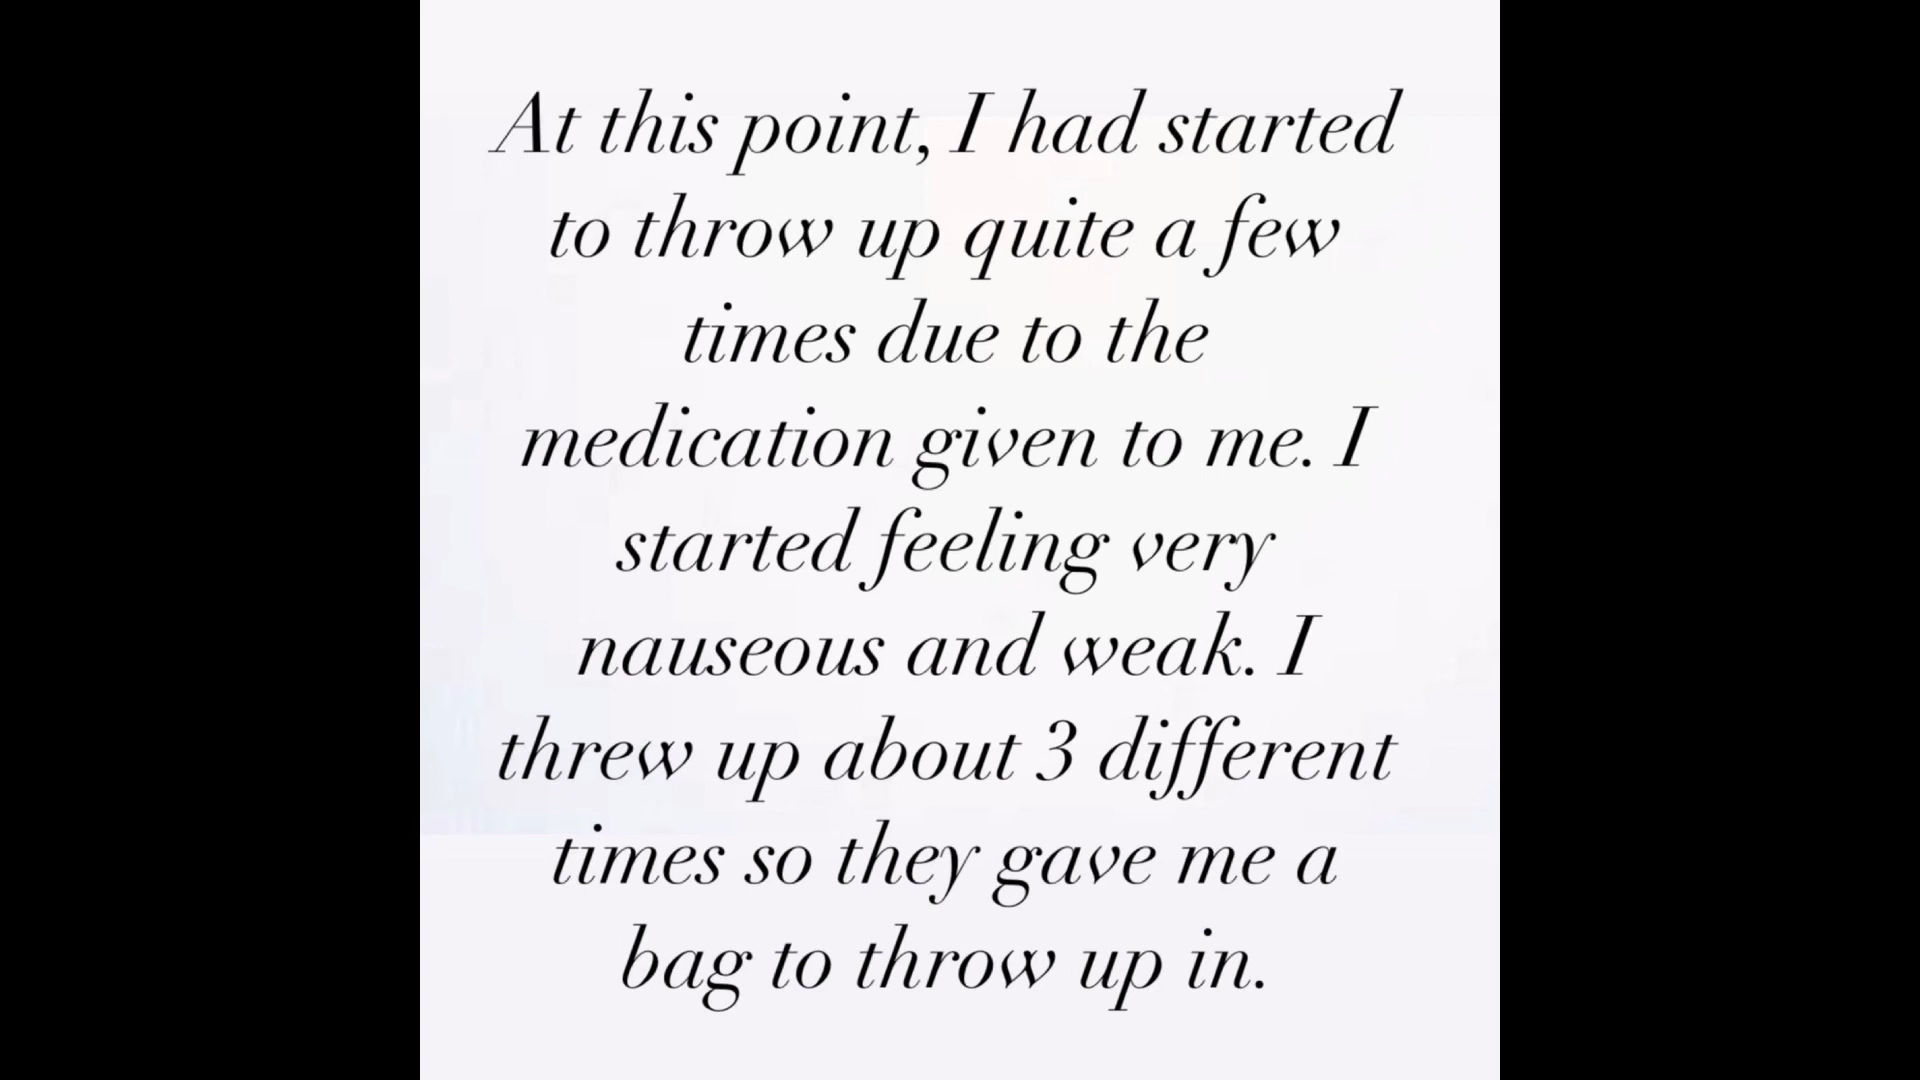 At this point, I had started
to throw up quite a few
times due to the
medication given to me. I
started feeling very
nauseous and weak. I
threw up about 3 different
times so they gave me a
bag to throw up in.